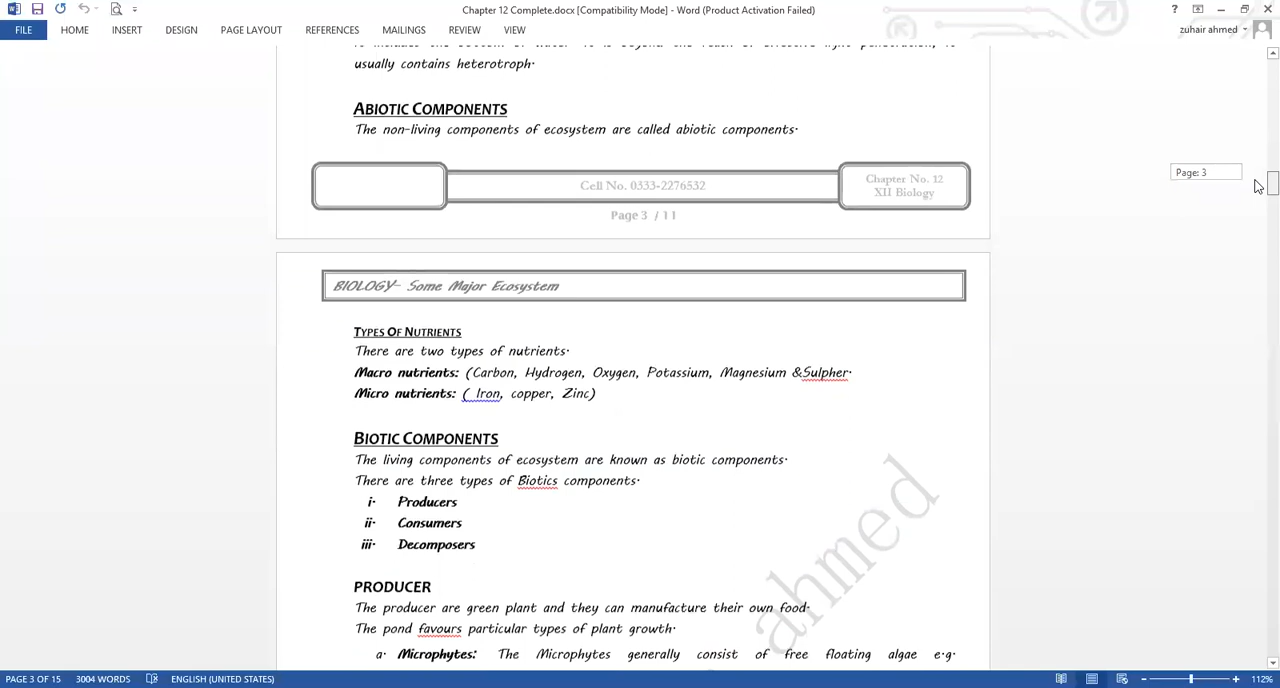 Chapter 12 Complete.docx [Compatibility Mode] - Word (Product Activation Failed)
FILE HOME INSERT DESIGN PAGE LAYOUT REFERENCES MAILINGS REVIEW VIEW zuhair ahmed
usually contains heterotroph.
ABIOTIC COMPONENTS
The non-living components of ecosystem are called abiotic components.
Cell No. 0333-2276532
Chapter No. 12
XII Biology
Page 3 / 11
Page: 3
BIOLOGY- Some Major Ecosystem
TYPES OF NUTRIENTS
There are two types of nutrients.
Macro nutrients: (Carbon, Hydrogen, Oxygen, Potassium, Magnesium &Sulpher.
Micro nutrients: ( Iron, copper, Zinc)
BIOTIC COMPONENTS
The living components of ecosystem are known as biotic components.
There are three types of Biotics components.
i. Producers
ii. Consumers
iii. Decomposers
PRODUCER
The producer are green plant and they can manufacture their own food.
The pond favours particular types of plant growth.
a. Microphytes: The Microphytes generally consist of free floating algae e.g.
ahmed
PAGE 3 OF 15 3004 WORDS ENGLISH (UNITED STATES) 112%